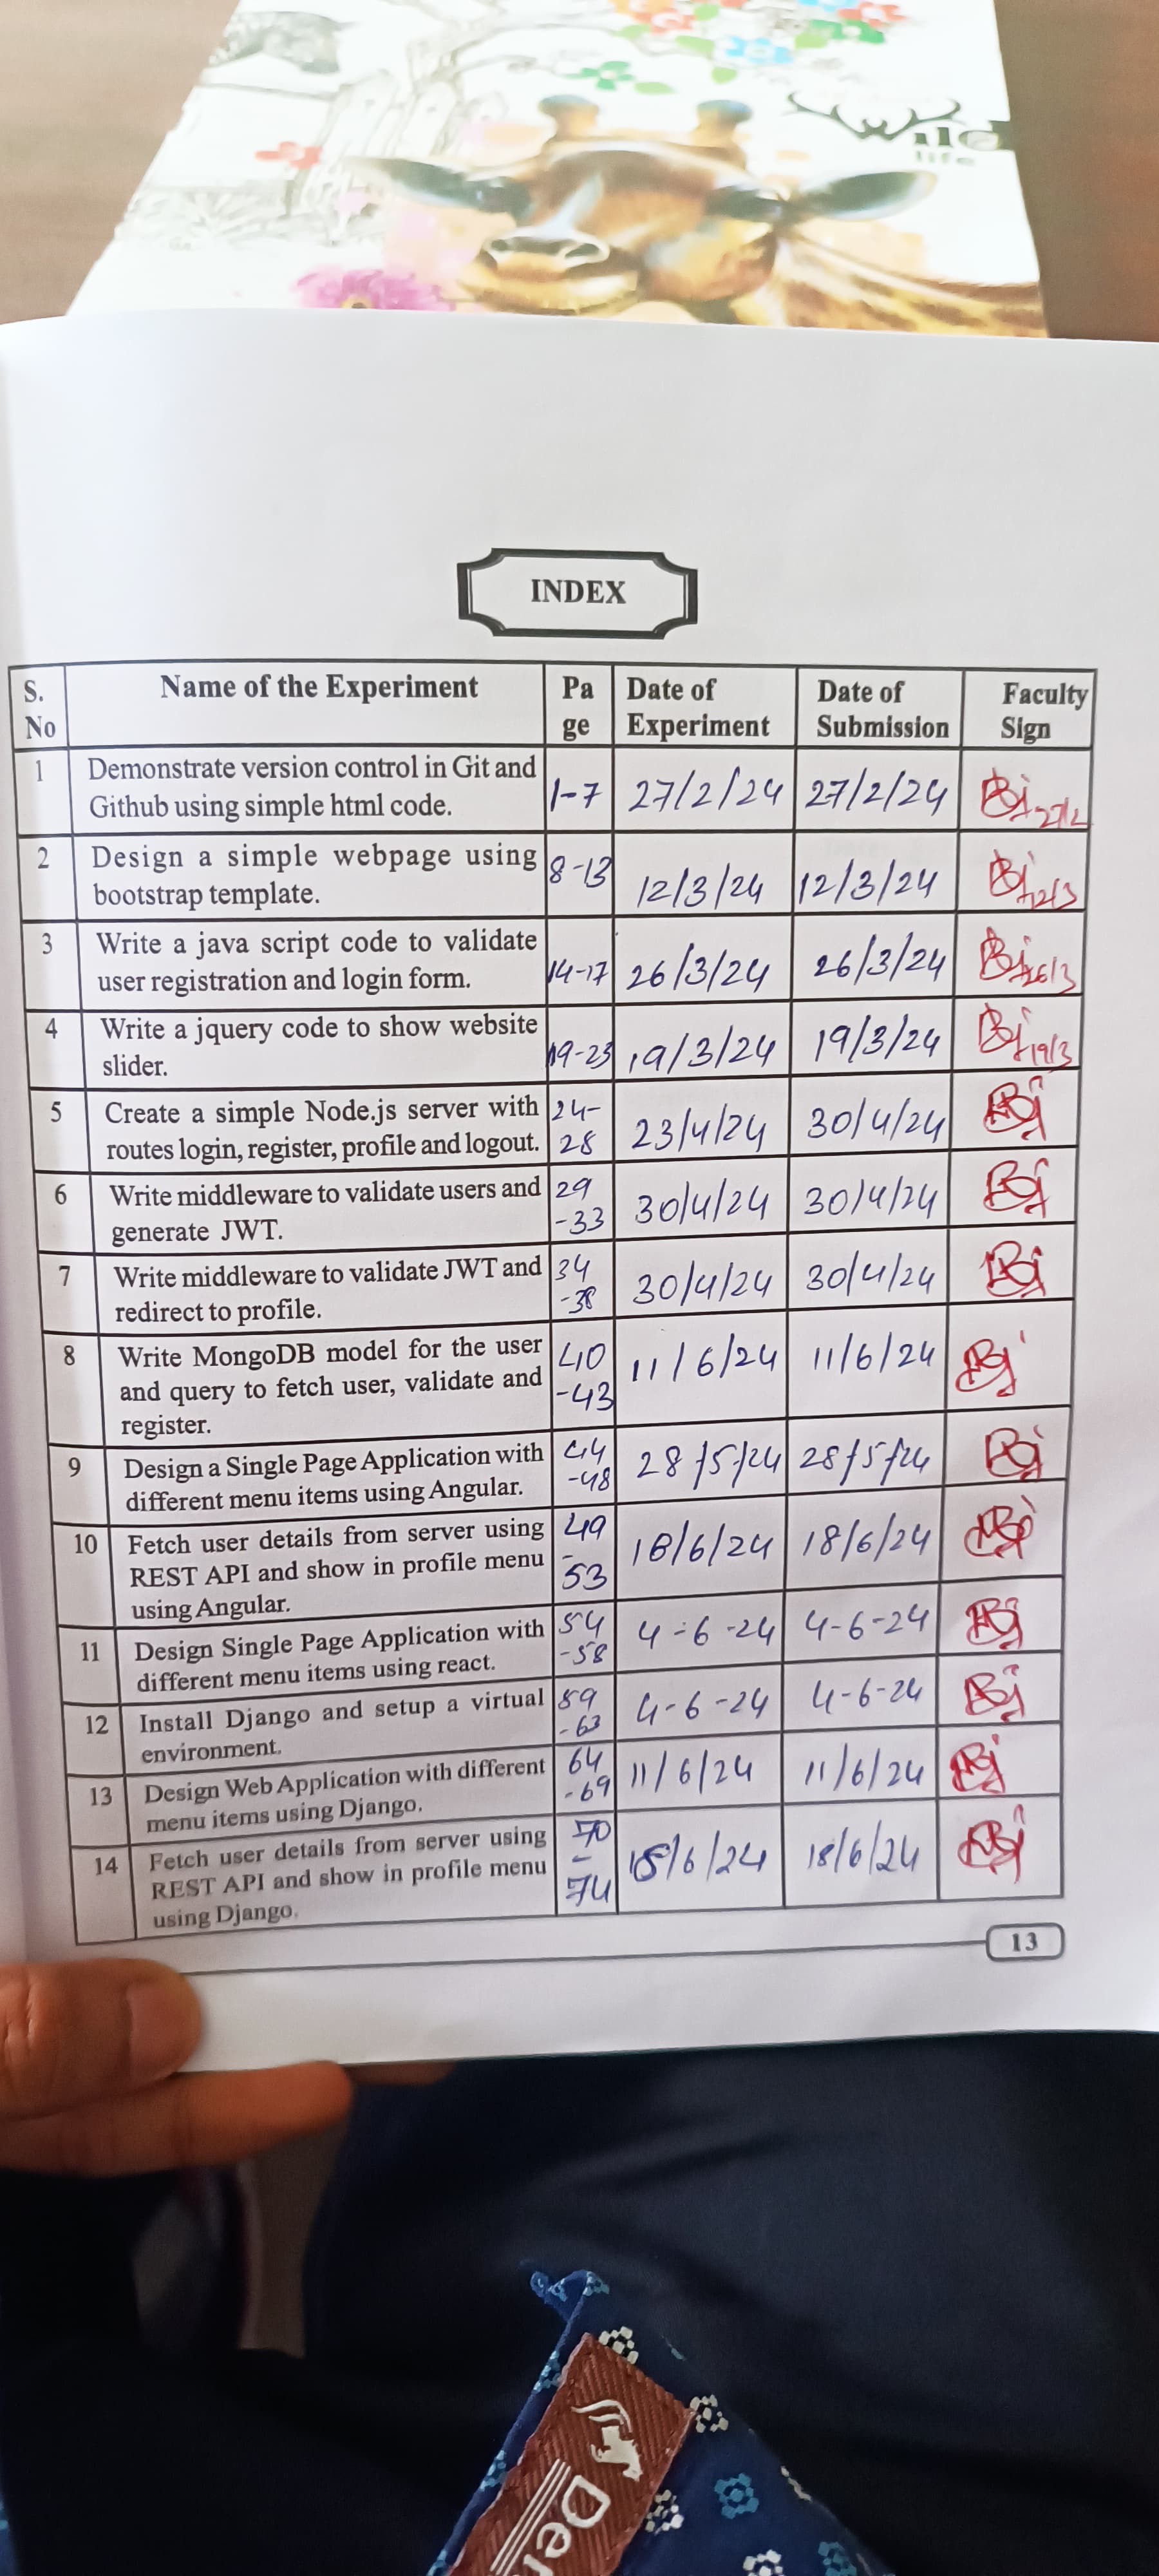 Wild
life
INDEX
S. No Name of the Experiment Pa ge Date of Experiment Date of Submission Faculty Sign
1 Demonstrate version control in Git and 1-7 27/2/24 27/2/24
Github using simple html code.
27/2
2 Design a simple webpage using 8-13 12/3/24 12/3/24
bootstrap template.
12/3
3 Write a java script code to validate
user registration and login form. 14-17 26/3/24 26/3/24
26/3
4 Write a jquery code to show website
slider. 19-23 19/3/24 19/3/24
19/3
5 Create a simple Node.js server with 24-
routes login, register, profile and logout. 28 23/4/24 30/4/24
6 Write middleware to validate users and 29
generate JWT. -33 30/4/24 30/4/24
7 Write middleware to validate JWT and 34
redirect to profile. -38 30/4/24 30/4/24
8 Write MongoDB model for the user 40 11/6/24 11/6/24
and query to fetch user, validate and -43
register.
9 Design a Single Page Application with 44
different menu items using Angular. -48 28/5/24 28/5/24
10 Fetch user details from server using 49
REST API and show in profile menu - 18/6/24 18/6/24
using Angular. 53
11 Design Single Page Application with 54 4-6-24 4-6-24
different menu items using react. -58
12 Install Django and setup a virtual 59 4-6-24 4-6-24
environment. -63
13 Design Web Application with different 64 11/6/24 11/6/24
menu items using Django. -69
14 Fetch user details from server using 70
REST API and show in profile menu - 18/6/24 18/6/24
using Django. 74
13